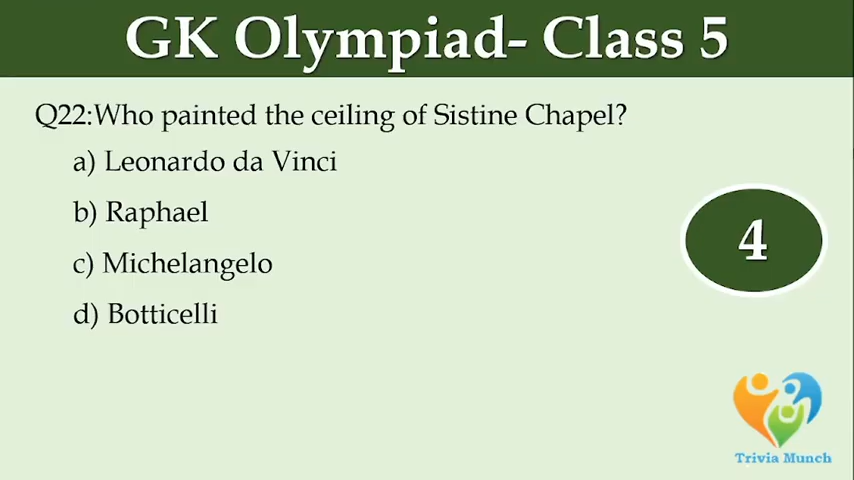 GK Olympiad- Class 5
Q22:Who painted the ceiling of Sistine Chapel?
a) Leonardo da Vinci
b) Raphael
c) Michelangelo
d) Botticelli
4
Trivia Munch